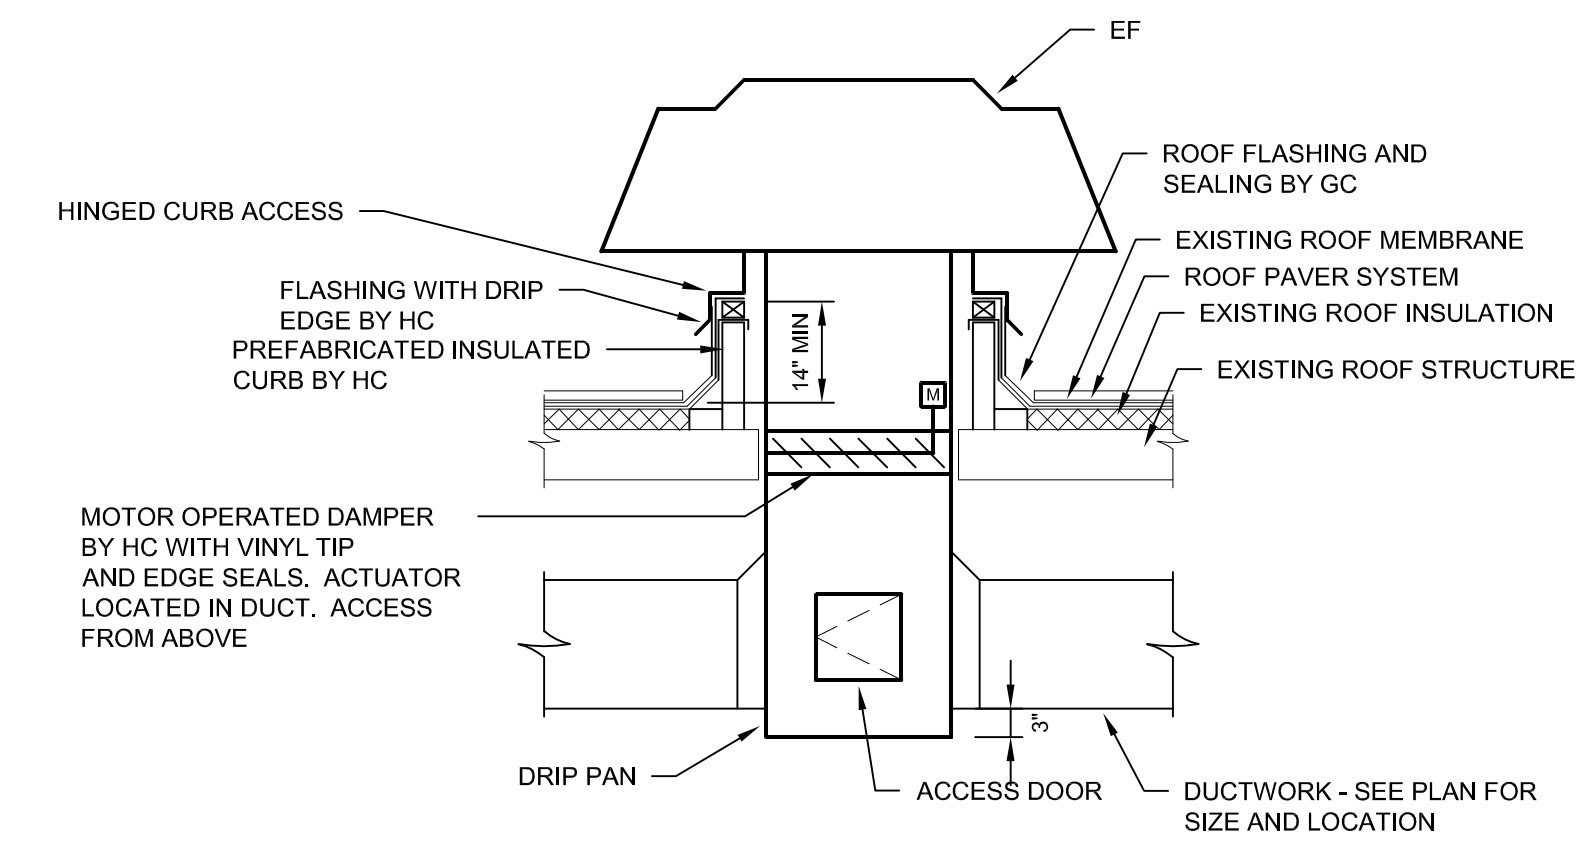 EF
ROOF FLASHING AND
SEALING BY GC
HINGED CURB ACCESS
EXISTING ROOF MEMBRANE
ROOF PAVER SYSTEM
FLASHING WITH DRIP
EDGE BY HC
EXISTING ROOF INSULATION
PREFABRICATED INSULATED
CURB BY HC
14" MIN
EXISTING ROOF STRUCTURE
M
MOTOR OPERATED DAMPER
BY HC WITH VINYL TIP
AND EDGE SEALS. ACTUATOR
LOCATED IN DUCT. ACCESS
FROM ABOVE
3"
DRIP PAN
ACCESS DOOR
DUCTWORK - SEE PLAN FOR
SIZE AND LOCATION